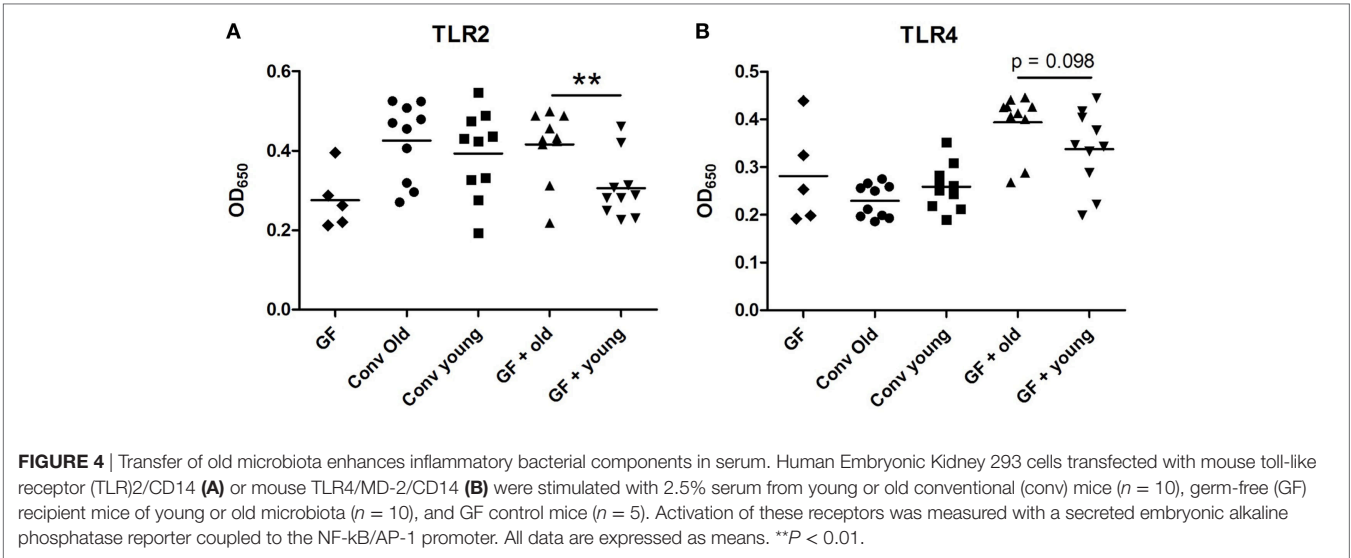 A
TLR2
0.6
0.4
0.2
0.0
OD650
**
GF
Conv Old
Conv young
GF + old
GF + young
B
TLR4
p = 0.098
0.5
0.4
0.3
0.2
0.1
0.0
OD650
GF
Conv Old
Conv young
GF + old
GF + young
FIGURE 4 | Transfer of old microbiota enhances inflammatory bacterial components in serum. Human Embryonic Kidney 293 cells transfected with mouse toll-like
receptor (TLR)2/CD14 (A) or mouse TLR4/MD-2/CD14 (B) were stimulated with 2.5% serum from young or old conventional (conv) mice (n = 10), germ-free (GF)
recipient mice of young or old microbiota (n = 10), and GF control mice (n = 5). Activation of these receptors was measured with a secreted embryonic alkaline
phosphatase reporter coupled to the NF-kB/AP-1 promoter. All data are expressed as means. **P < 0.01.